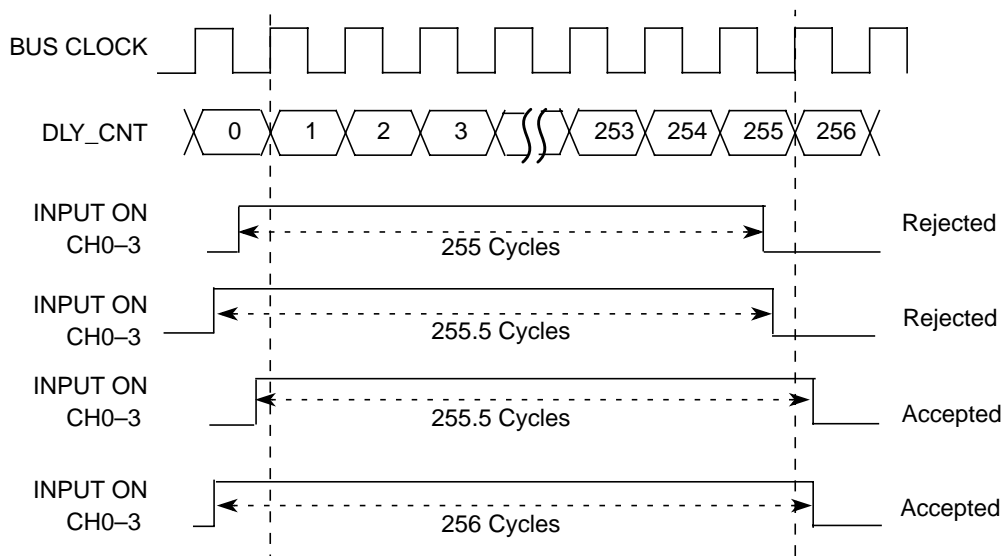 BUS CLOCK
DLY_CNT
0 1 2 3 253 254 255 256
INPUT ON
CH0–3
255 Cycles
Rejected
INPUT ON
CH0–3
255.5 Cycles
Rejected
INPUT ON
CH0–3
255.5 Cycles
Accepted
INPUT ON
CH0–3
256 Cycles
Accepted